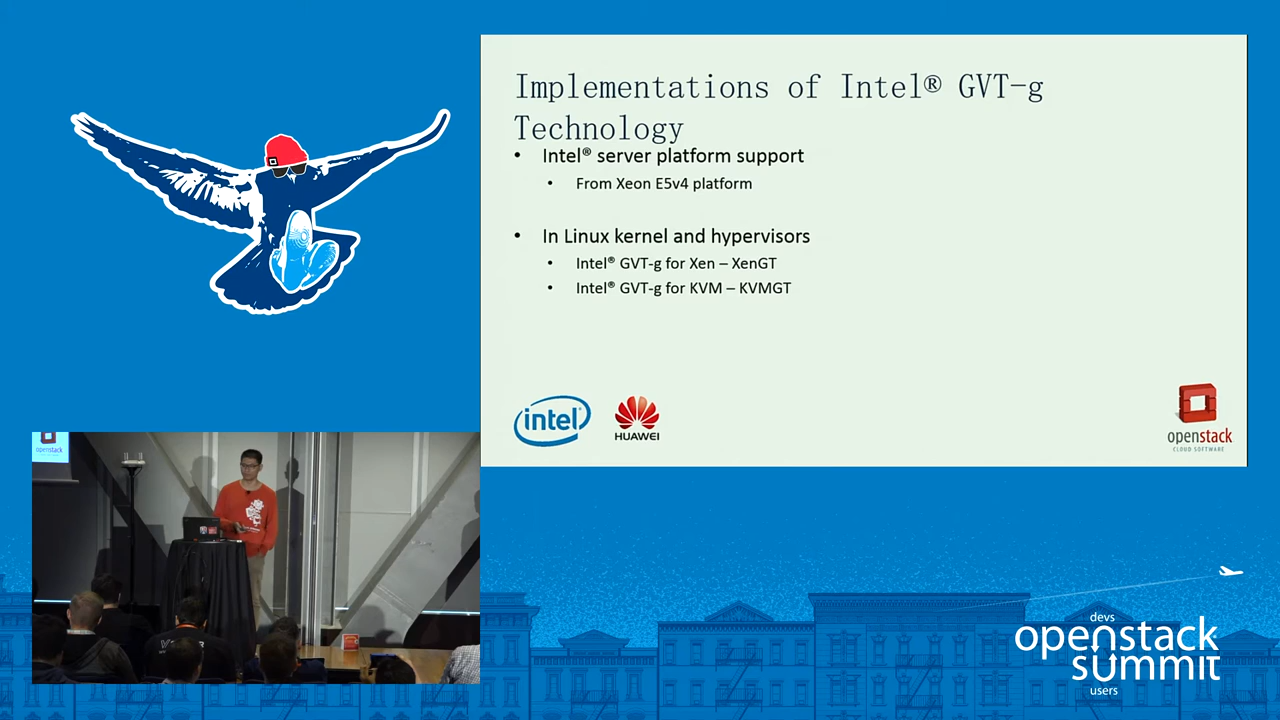 Implementations of Intel® GVT-g
Technology
• Intel® server platform support
• From Xeon E5v4 platform
• In Linux kernel and hypervisors
• Intel® GVT-g for Xen – XenGT
• Intel® GVT-g for KVM – KVMGT
intel®
HUAWEI
openstack
CLOUD SOFTWARE
openstack
devs
openstack
summit
users